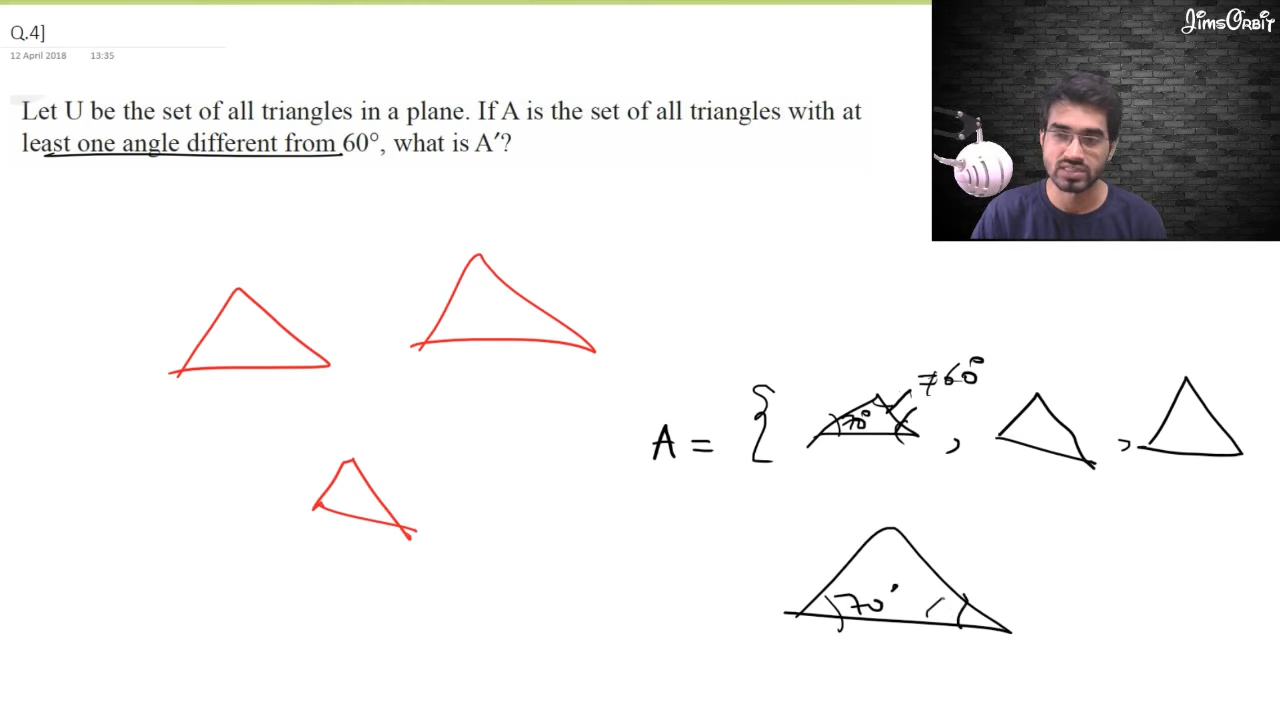 Q.4]
12 April 2018 13:35
JimsOrbit
Let U be the set of all triangles in a plane. If A is the set of all triangles with at
least one angle different from 60°, what is A′?
≠60°
A = { 70° , ,
70°